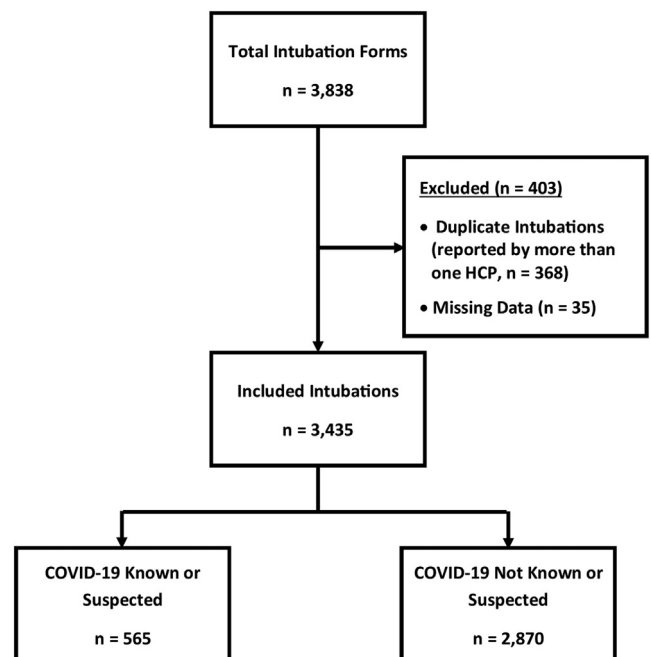 Total Intubation Forms
n = 3,838
Excluded (n = 403)
• Duplicate Intubations
(reported by more than
one HCP, n = 368)
• Missing Data (n = 35)
Included Intubations
n = 3,435
COVID-19 Known or
Suspected
n = 565
COVID-19 Not Known or
Suspected
n = 2,870